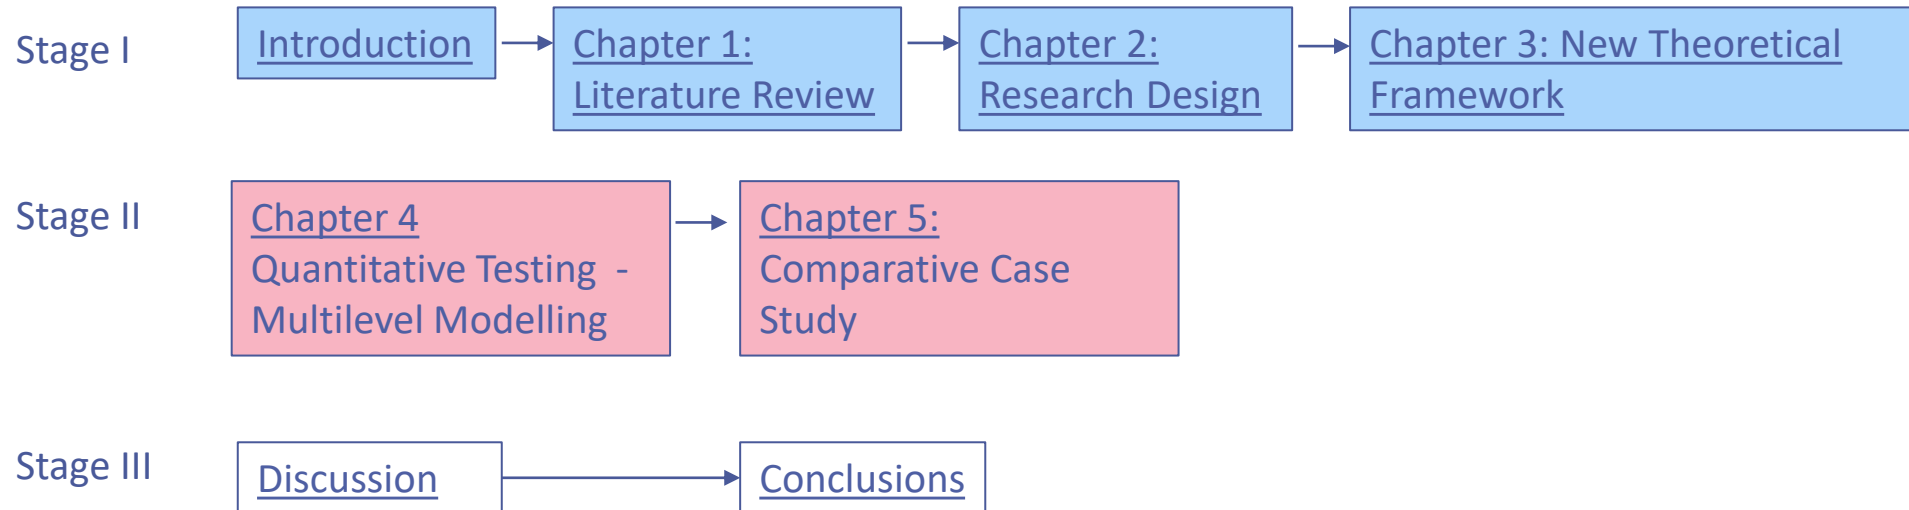 Stage I
Introduction
Chapter 1:
Literature Review
Chapter 2:
Research Design
Chapter 3: New Theoretical
Framework
Stage II
Chapter 4
Quantitative Testing  -
Multilevel Modelling
Chapter 5:
Comparative Case
Study
Stage III
Discussion
Conclusions